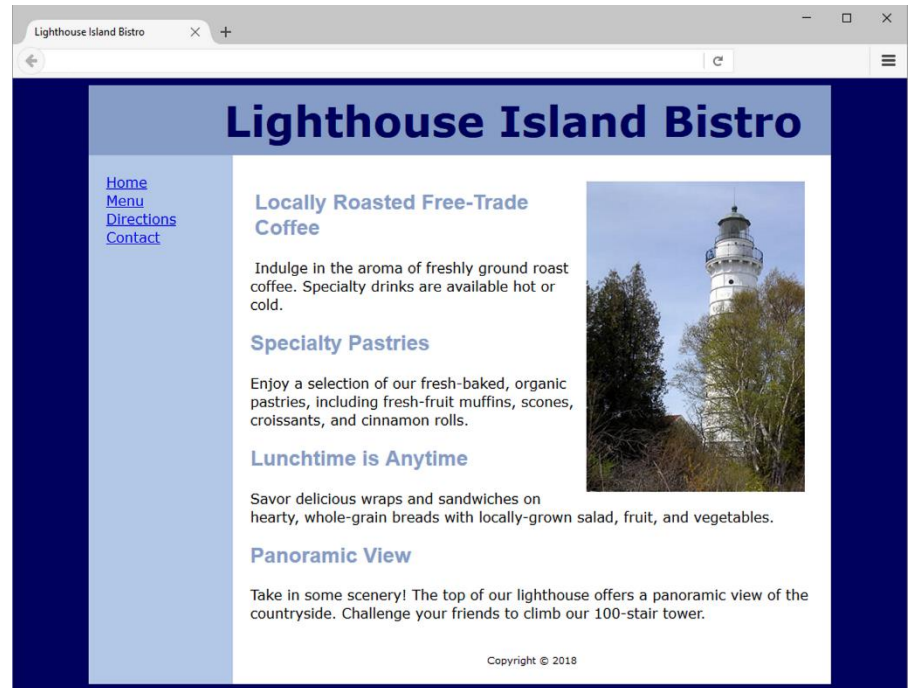 Lighthouse Island Bistro
Lighthouse Island Bistro
Home
Menu
Directions
Contact
Locally Roasted Free-Trade
Coffee
Indulge in the aroma of freshly ground roast
coffee. Specialty drinks are available hot or
cold.
Specialty Pastries
Enjoy a selection of our fresh-baked, organic
pastries, including fresh-fruit muffins, scones,
croissants, and cinnamon rolls.
Lunchtime is Anytime
Savor delicious wraps and sandwiches on
hearty, whole-grain breads with locally-grown salad, fruit, and vegetables.
Panoramic View
Take in some scenery! The top of our lighthouse offers a panoramic view of the
countryside. Challenge your friends to climb our 100-stair tower.
Copyright © 2018